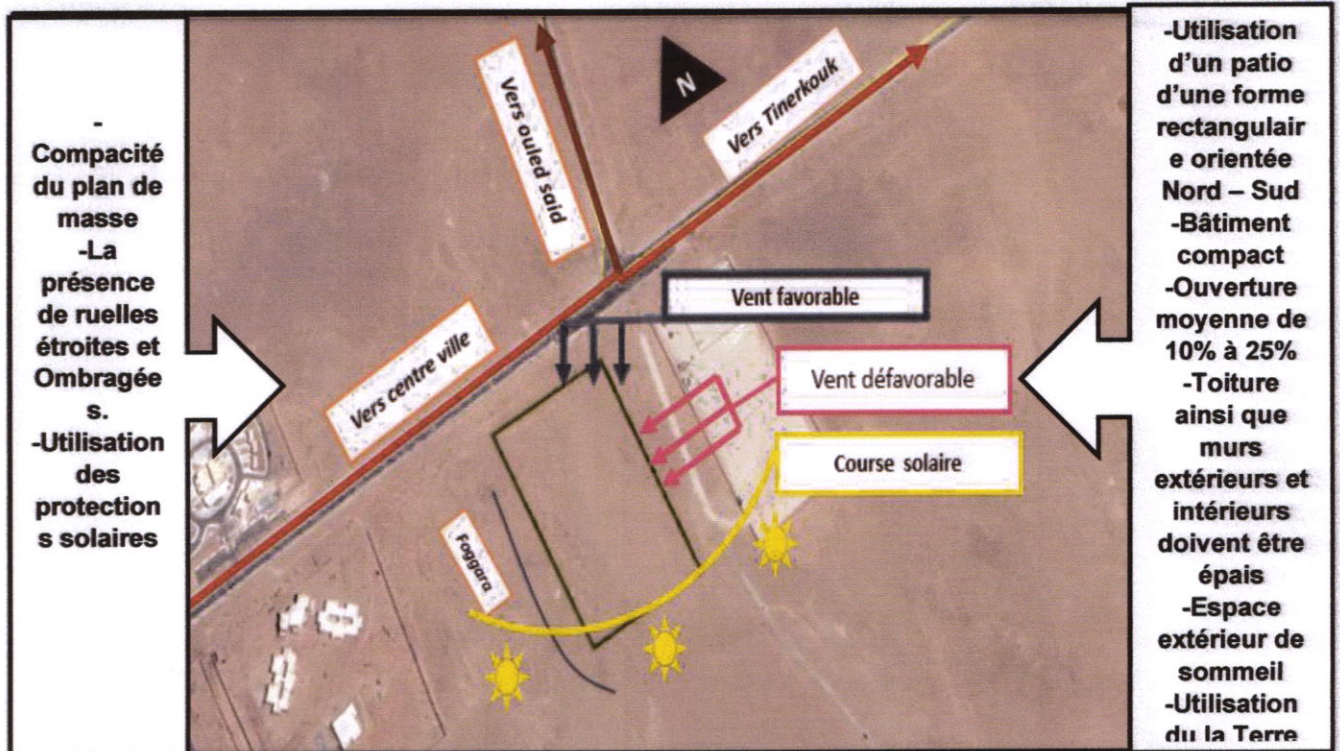 -
Compacité
du plan de
masse
-La
présence
de ruelles
étroites et
Ombragée
s.
-Utilisation
des
protection
s solaires
Vers ouled said
N
Vers Tinerkouk
Vent favorable
Vers centre ville
Vent défavorable
Course solaire
Foggara
-Utilisation
d'un patio
d'une forme
rectangulair
e orientée
Nord – Sud
-Bâtiment
compact
-Ouverture
moyenne de
10% à 25%
-Toiture
ainsi que
murs
extérieurs et
intérieurs
doivent être
épais
-Espace
extérieur de
sommeil
-Utilisation
du la Terre